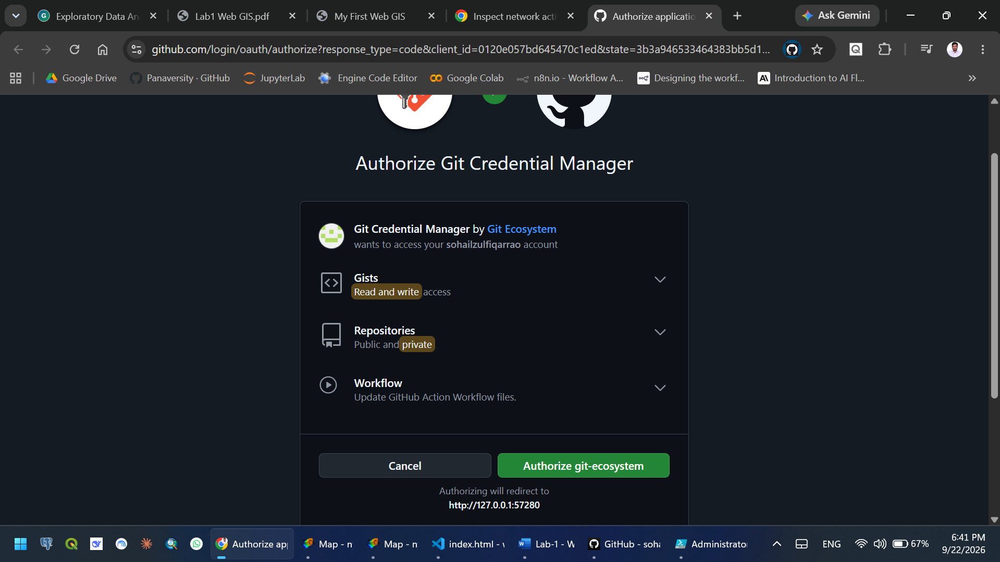 Exploratory Data An
Lab1 Web GIS.pdf
My First Web GIS
Inspect network acti
Authorize applicatio
Ask Gemini
github.com/login/oauth/authorize?response_type=code&client_id=0120e057bd645470c1ed&state=3b3a946533464383bb5d1...
Google Drive
Panaversity · GitHub
JupyterLab
Engine Code Editor
Google Colab
n8n.io - Workflow A...
Designing the workf...
Introduction to AI Fl...
Authorize Git Credential Manager
Git Credential Manager by Git Ecosystem
wants to access your sohailzulfiqarrao account
Gists
Read and write access
Repositories
Public and private
Workflow
Update GitHub Action Workflow files.
Cancel
Authorize git-ecosystem
Authorizing will redirect to
http://127.0.0.1:57280
Authorize app
Map - n
Map - n
index.html - v
Lab-1 - W
GitHub - soha
Administrator
ENG
67%
6:41 PM
9/22/2026